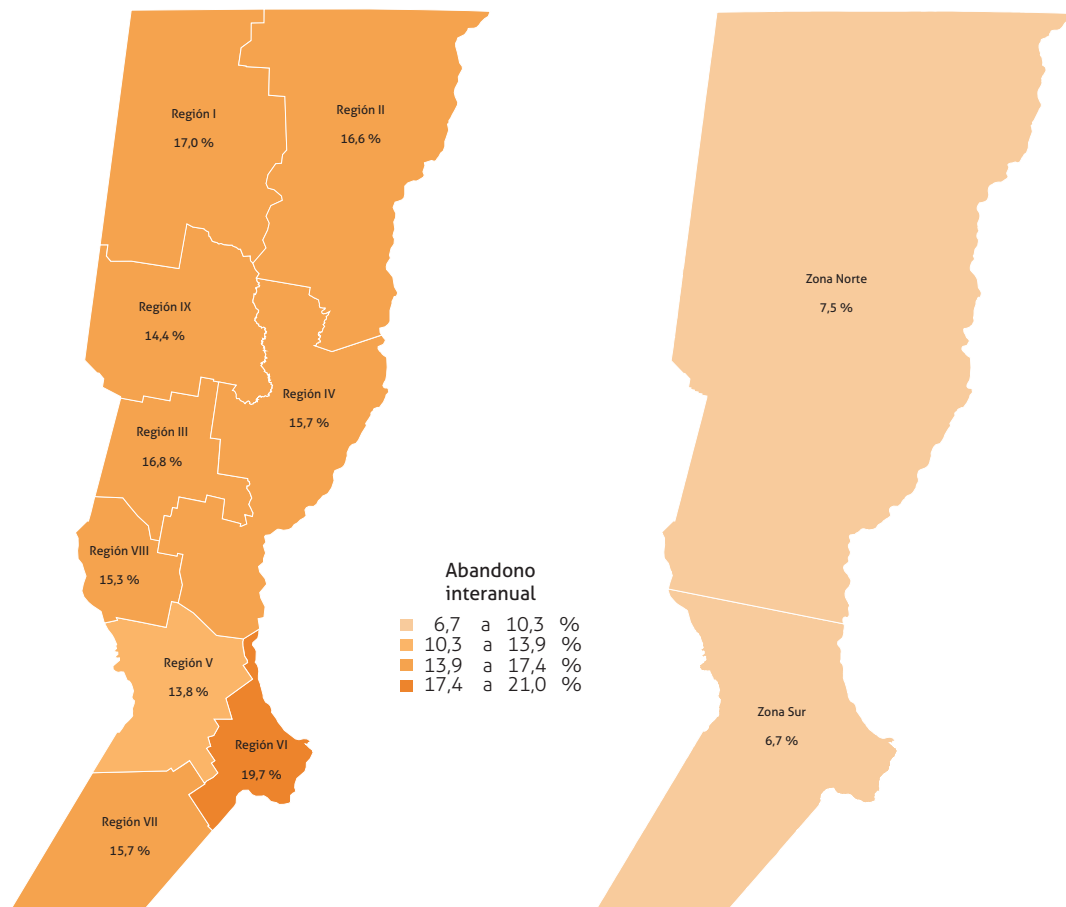 Región I
17,0 %
Región II
16,6 %
Región IX
14,4 %
Región IV
15,7 %
Región III
16,8 %
Región VIII
15,3 %
Región V
13,8 %
Región VI
19,7 %
Región VII
15,7 %
Abandono
interanual
6,7 a 10,3 %
10,3 a 13,9 %
13,9 a 17,4 %
17,4 a 21,0 %
Zona Norte
7,5 %
Zona Sur
6,7 %